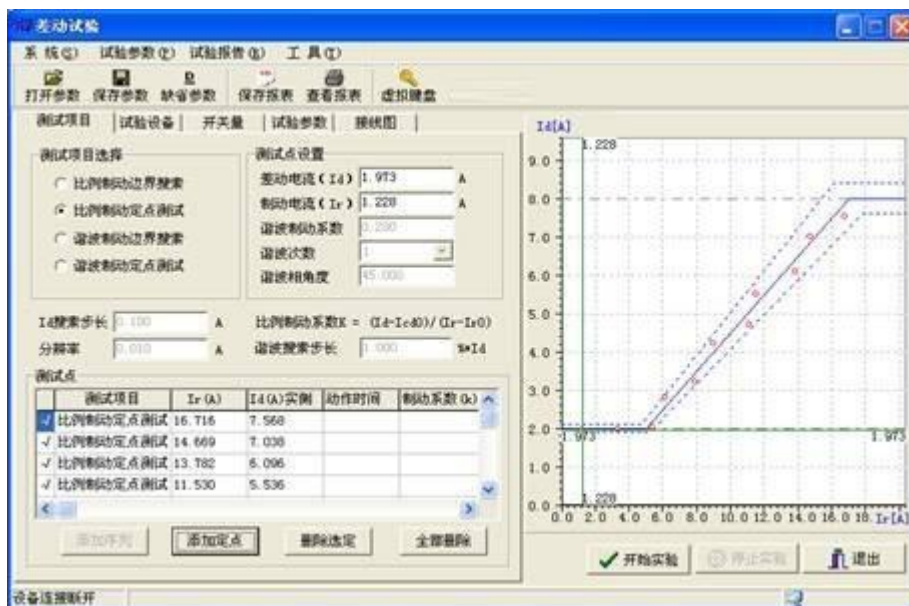 差动试验
系 统(S) 试验参数(P) 试验报告(R) 工 具(T)
打开参数 保存参数 缺省参数 保存报表 查看报表 虚拟键盘
测试项目 试验设备 开关量 试验参数 接线图
测试项目选择
比例制动边界搜索
比例制动定点测试
谐波制动边界搜索
谐波制动定点测试
测试点设置
差动电流(Id) 1.973 A
制动电流(Ir) 1.228 A
谐波制动系数 0.200
谐波次数 1
谐波相角度 45.000
Id搜索步长 0.100 A 比例制动系数K = (Id-Icd0)/(Ir-Ir0)
分辨率 0.010 A 谐波搜索步长 1.000 %*Id
测试点
测试项目 Ir(A) Id(A)实测 动作时间 制动系数(k)
√ 比例制动定点测试 16.716 7.568
√ 比例制动定点测试 14.669 7.038
√ 比例制动定点测试 13.782 6.096
√ 比例制动定点测试 11.530 5.536
添加序列 添加定点 删除选定 全部删除
Id[A]
1.228
9.0
8.0
7.0
6.0
5.0
4.0
3.0
2.0
1.973 1.973
1.0
0.0
1.228
0.0 2.0 4.0 6.0 8.0 10.0 12.0 14.0 16.0 18. Ir[A]
开始实验 停止实验 退出
设备连接断开